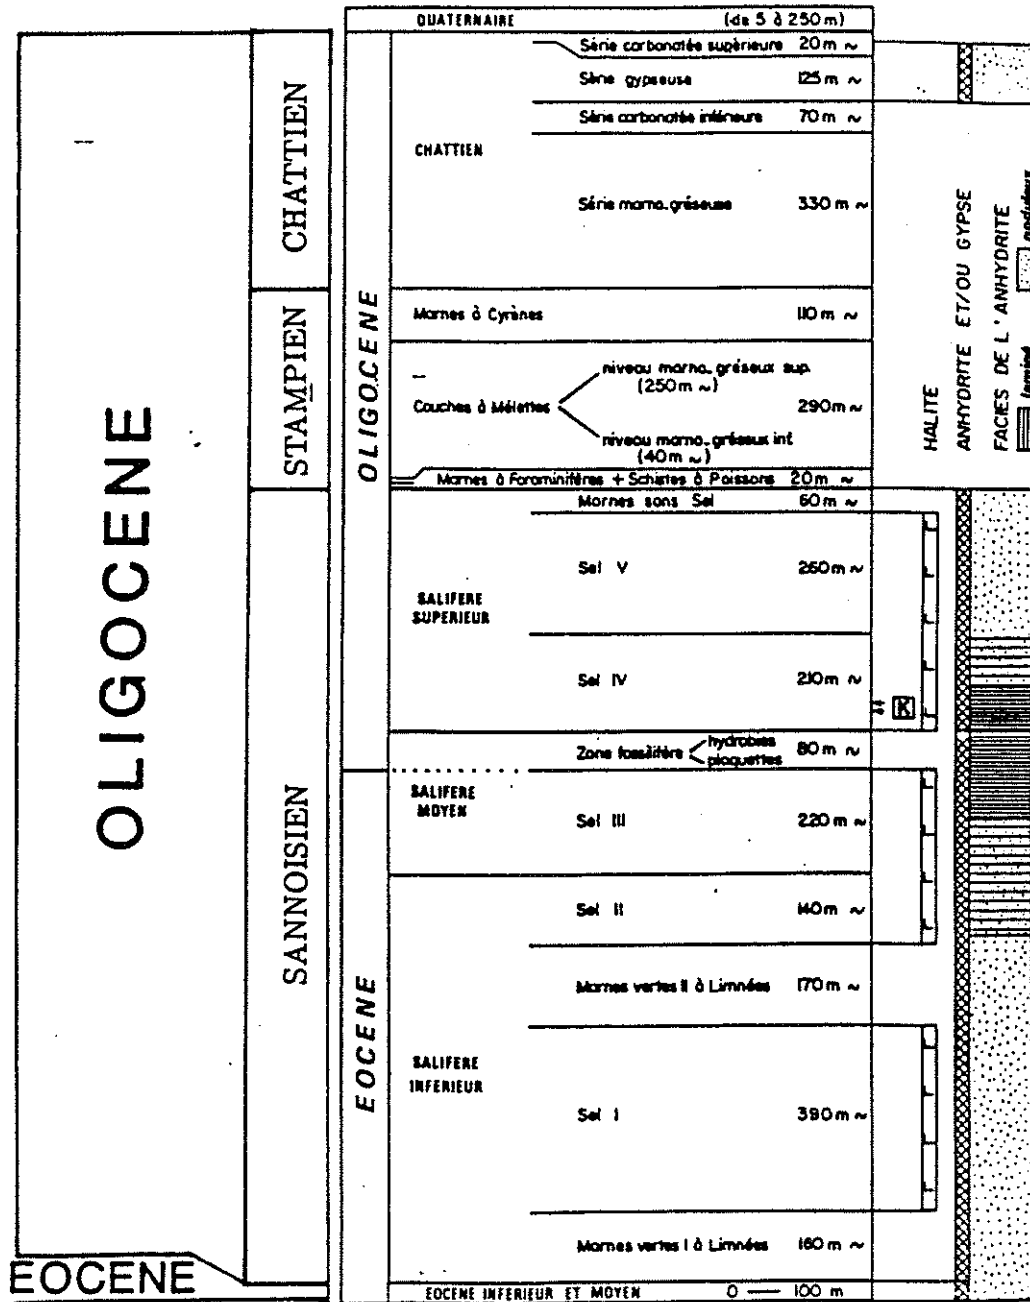 QUATERNAIRE (de 5 à 250 m)
Série carbonatée supèrieure 20 m ~
Série gypseuse 125 m ~
Série carbonatée inférieure 70 m ~
CHATTIEN
Série marno-gréseuse 330 m ~
CHATTIEN
Marnes à Cyrènes 110 m ~
niveau marno-gréseux sup.
(250 m ~)
Couches à Mélettes 290 m ~
niveau marno-gréseux inf
(40 m ~)
Marnes à Foraminifères + Schistes à Poissons 20 m ~
STAMPIEN
OLIGOCENE
Marnes sans Sel 60 m ~
Sel V 260 m ~
SALIFERE
SUPERIEUR
Sel IV 210 m ~
K
Zone fossilifère hydrobies
plaquettes 80 m ~
SALIFERE
MOYEN
Sel III 220 m ~
Sel II 140 m ~
Marnes vertes II à Limnées 170 m ~
SALIFERE
INFERIEUR
Sel I 390 m ~
Marnes vertes I à Limnées 160 m ~
EOCENE INFERIEUR ET MOYEN 0 — 100 m
EOCENE
SANNOISIEN
OLIGOCENE
EOCENE
HALITE
ANHYDRITE ET/OU GYPSE
FACIES DE L'ANHYDRITE
laminé